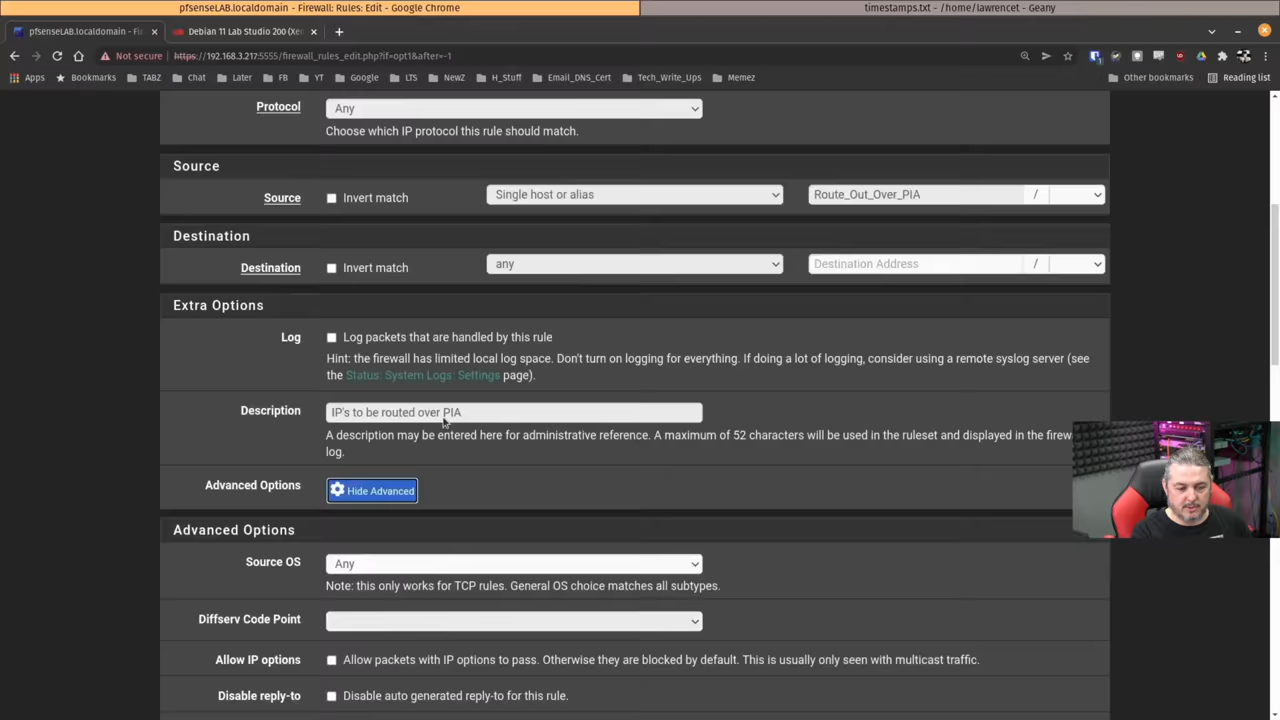 pfsenseLAB.localdomain - Firewall: Rules: Edit - Google Chrome
timestamps.txt - /home/lawrencet - Geany
pfsenseLAB.localdomain - Fi
Debian 11 Lab Studio 200 (Xe
Not secure
https://192.168.3.217:5555/firewall_rules_edit.php?if=opt1&after=-1
Apps
Bookmarks
TABZ
Chat
Later
FB
YT
Google
LTS
NewZ
H_Stuff
Email_DNS_Cert
Tech_Write_Ups
Memez
Other bookmarks
Reading list
Protocol
Any
Choose which IP protocol this rule should match.
Source
Source
Invert match
Single host or alias
Route_Out_Over_PIA
/
Destination
Destination
Invert match
any
Destination Address
/
Extra Options
Log
Log packets that are handled by this rule
Hint: the firewall has limited local log space. Don't turn on logging for everything. If doing a lot of logging, consider using a remote syslog server (see
the Status: System Logs: Settings page).
Description
IP's to be routed over PIA
A description may be entered here for administrative reference. A maximum of 52 characters will be used in the ruleset and displayed in the firew
log.
Advanced Options
Hide Advanced
Advanced Options
Source OS
Any
Note: this only works for TCP rules. General OS choice matches all subtypes.
Diffserv Code Point
Allow IP options
Allow packets with IP options to pass. Otherwise they are blocked by default. This is usually only seen with multicast traffic.
Disable reply-to
Disable auto generated reply-to for this rule.